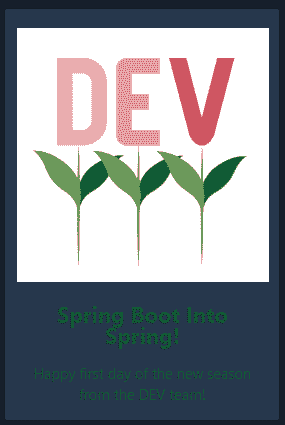 DEV
Spring Boot Into
Spring!
Happy first day of the new season
from the DEV team!